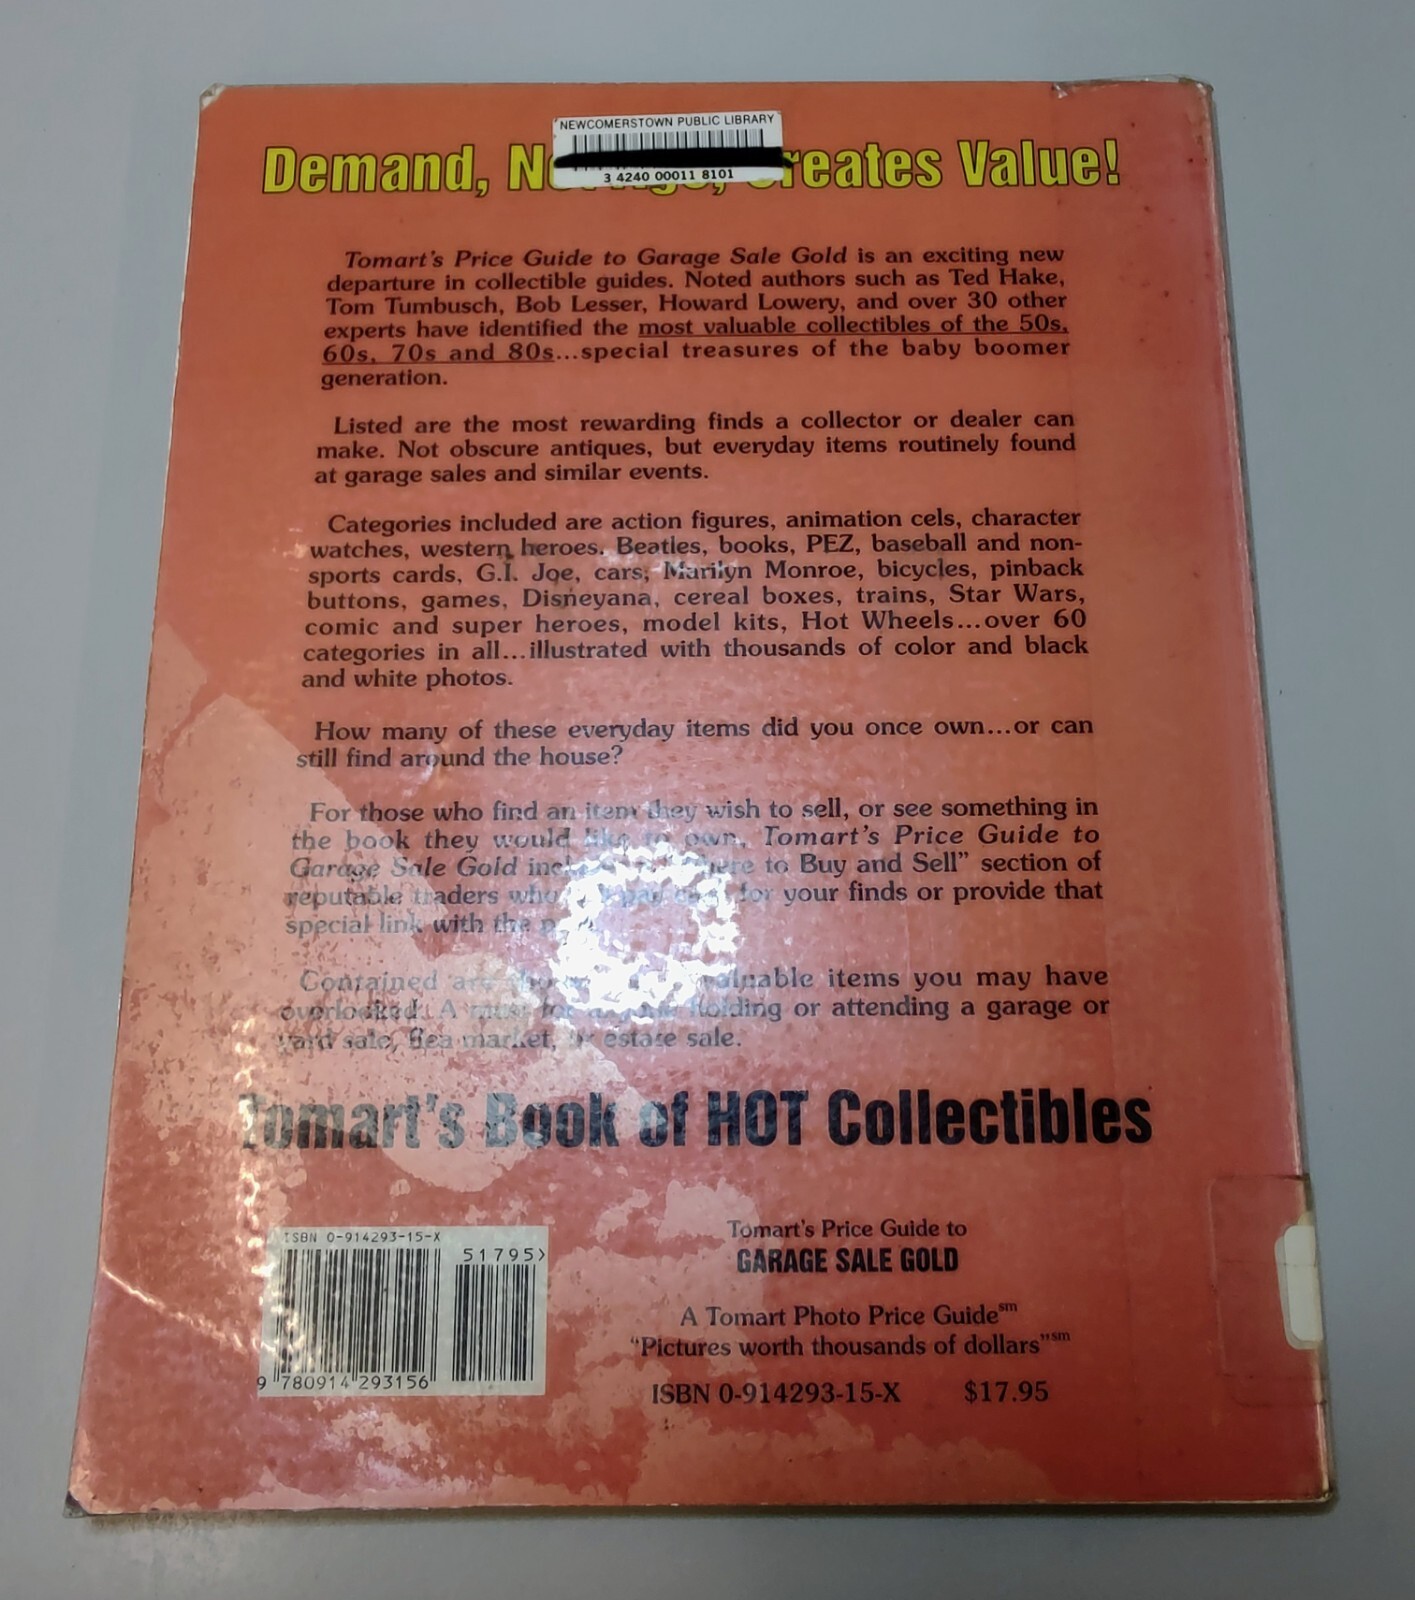 NEWCOMERSTOWN PUBLIC LIBRARY
3 4240 00011 8101
Demand, Creates Value!
Tomart's Price Guide to Garage Sale Gold is an exciting new
departure in collectible guides. Noted authors such as Ted Hake,
Tom Tumbusch, Bob Lesser, Howard Lowery, and over 30 other
experts have identified the most valuable collectibles of the 50s,
60s, 70s and 80s...special treasures of the baby boomer
generation.
Listed are the most rewarding finds a collector or dealer can
make. Not obscure antiques, but everyday items routinely found
at garage sales and similar events.
Categories included are action figures, animation cels, character
watches, western heroes, Beatles, books, PEZ, baseball and non-
sports cards, G.I. Joe, cars, Marilyn Monroe, bicycles, pinback
buttons, games, Disneyana, cereal boxes, trains, Star Wars,
comic and super heroes, model kits, Hot Wheels...over 60
categories in all...illustrated with thousands of color and black
and white photos.
How many of these everyday items did you once own...or can
still find around the house?
For those who find an item they wish to sell, or see something in
the book they would like to own, Tomart's Price Guide to
Garage Sale Gold to Buy and Sell" section of
reputable traders who for your finds or provide that
special link with the
Contained are valuable items you may have
overlooked. A must for anyone holding or attending a garage or
yard sale, flea market, or estate sale.
Tomart's Book of HOT Collectibles
ISBN 0-914293-15-X
51795>
9 780914 293156
Tomart's Price Guide to
GARAGE SALE GOLD
A Tomart Photo Price Guide℠
"Pictures worth thousands of dollars"℠
ISBN 0-914293-15-X $17.95